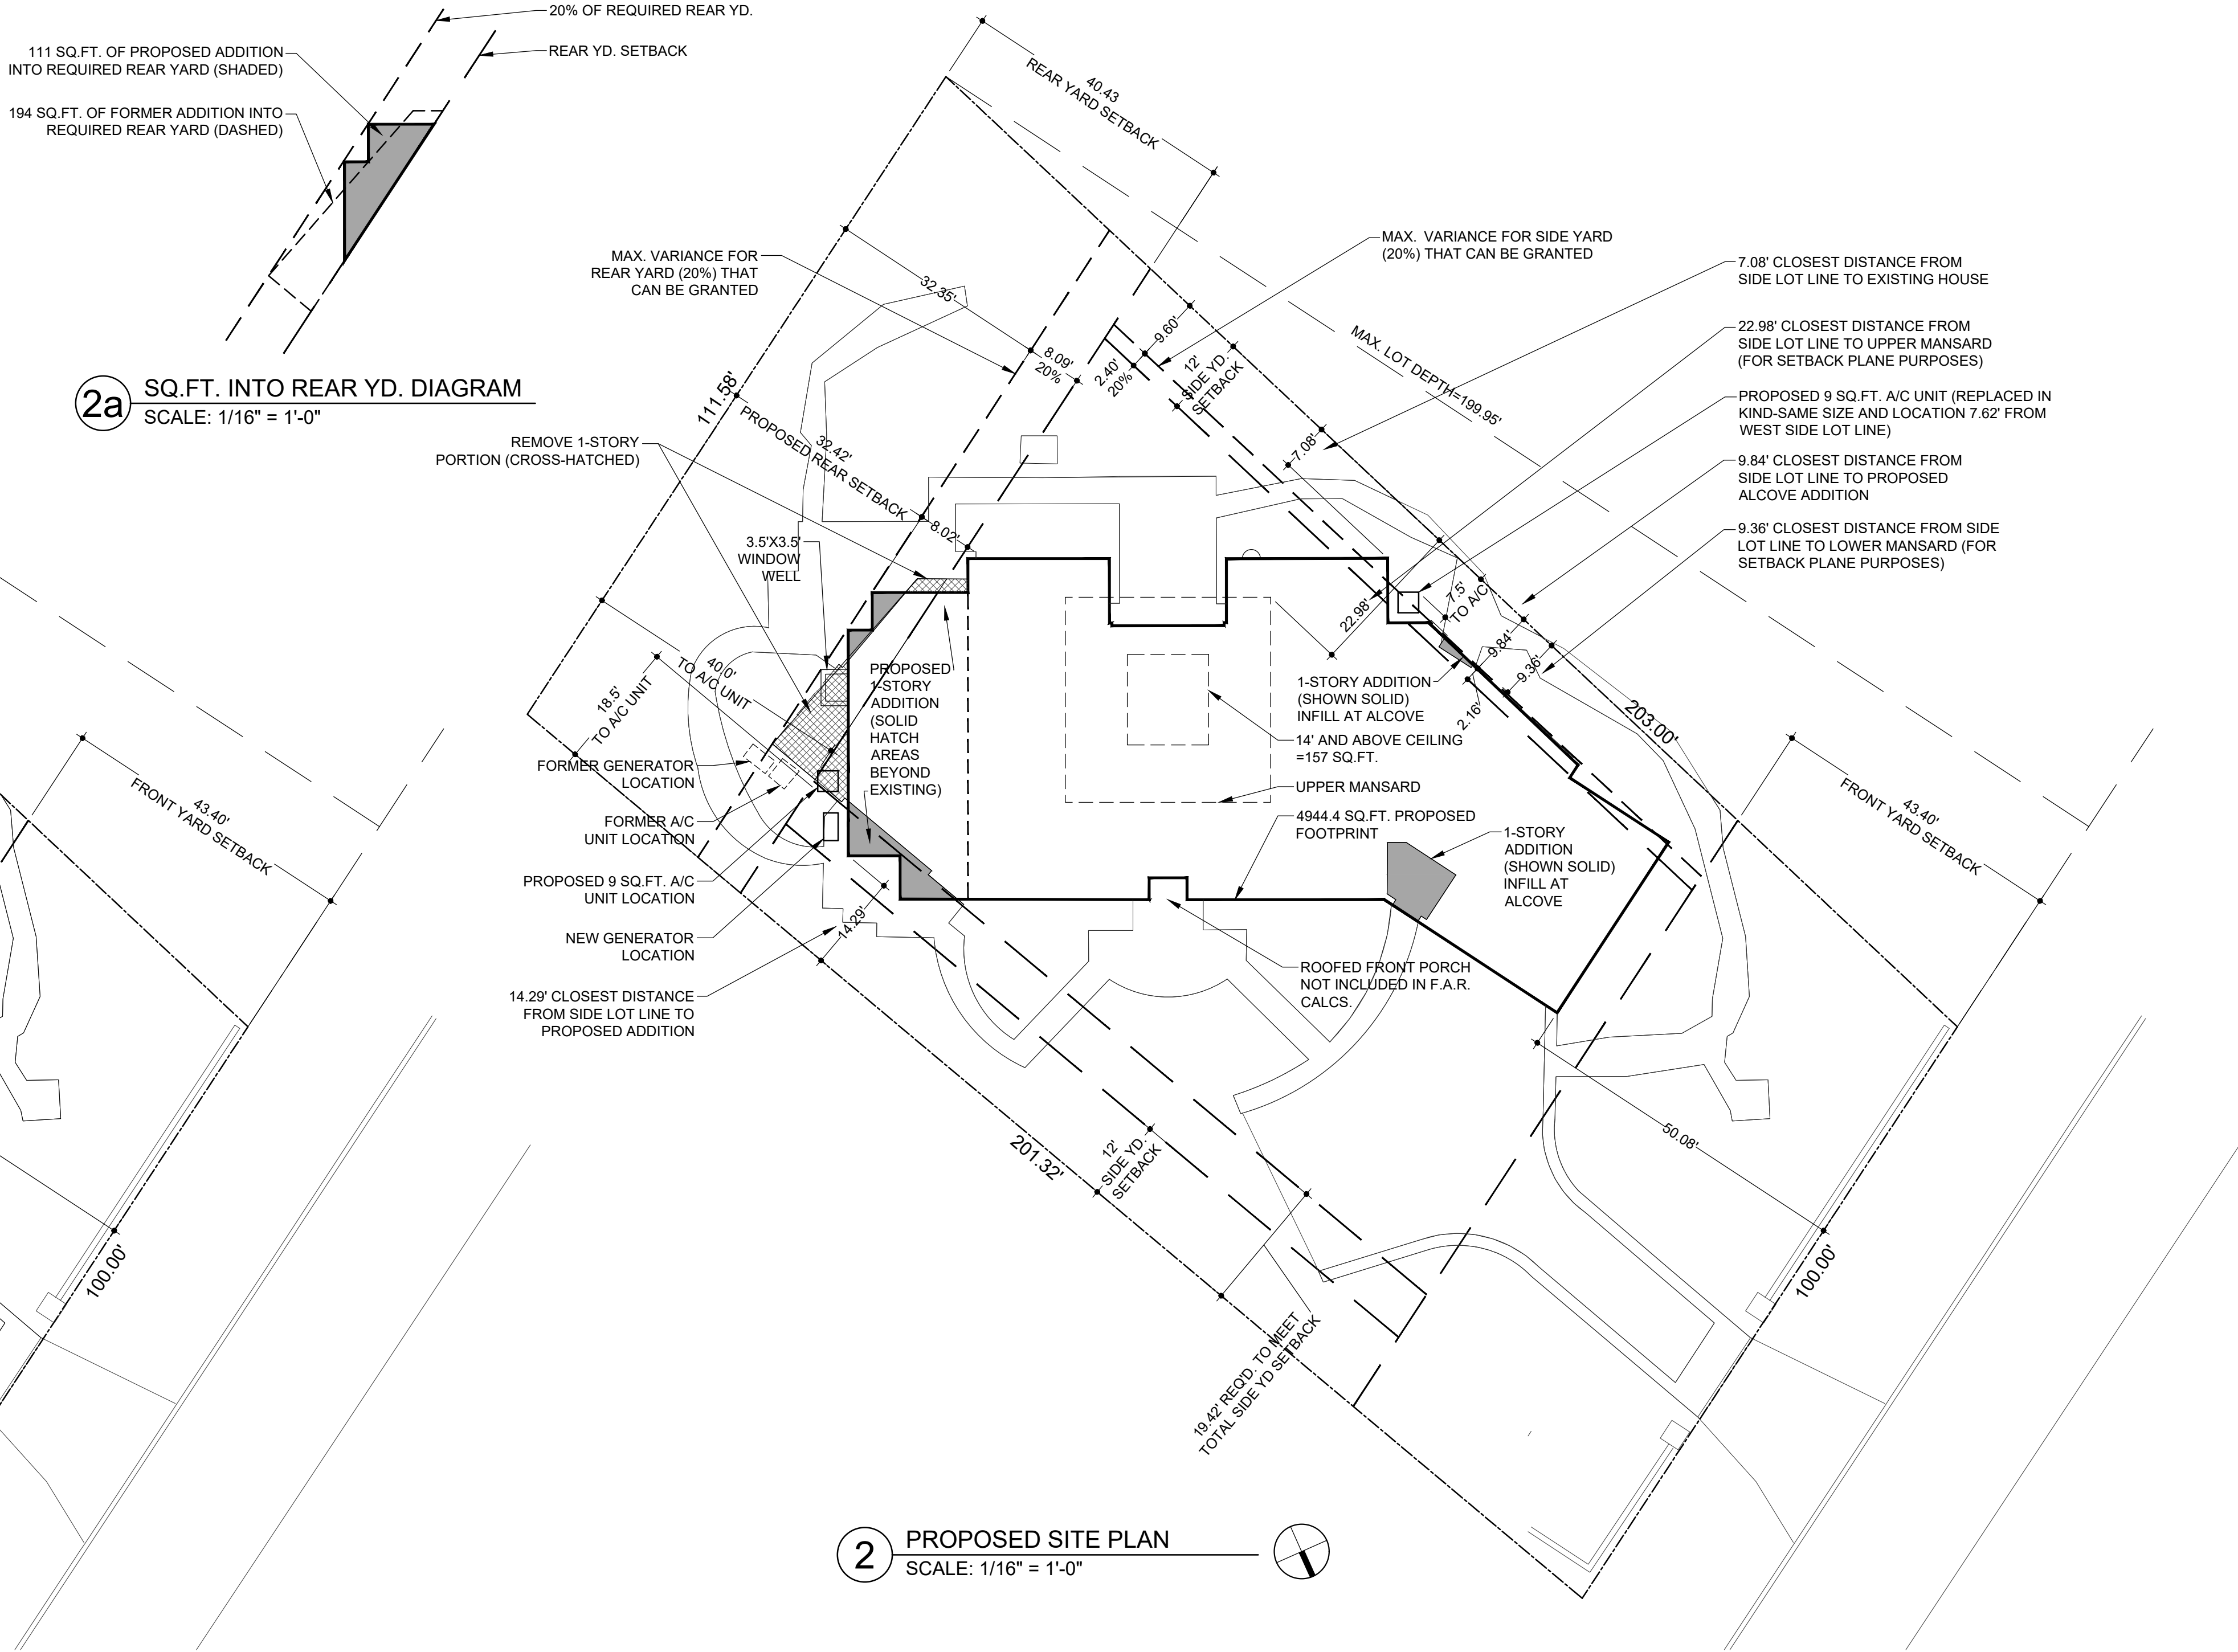 20% OF REQUIRED REAR YD.
REAR YD. SETBACK
111 SQ.FT. OF PROPOSED ADDITION
INTO REQUIRED REAR YARD (SHADED)
194 SQ.FT. OF FORMER ADDITION INTO
REQUIRED REAR YARD (DASHED)
2a
SQ.FT. INTO REAR YD. DIAGRAM
SCALE: 1/16" = 1'-0"
40.43
REAR YARD SETBACK
MAX. VARIANCE FOR
REAR YARD (20%) THAT
CAN BE GRANTED
32.35'
8.09'
20%
111.58'
32.42'
PROPOSED REAR SETBACK
8.02'
REMOVE 1-STORY
PORTION (CROSS-HATCHED)
3.5'X3.5'
WINDOW
WELL
40.0'
TO A/C UNIT
18.5'
TO A/C UNIT
FORMER GENERATOR
LOCATION
FORMER A/C
UNIT LOCATION
PROPOSED 9 SQ.FT. A/C
UNIT LOCATION
NEW GENERATOR
LOCATION
14.29' CLOSEST DISTANCE
FROM SIDE LOT LINE TO
PROPOSED ADDITION
14.29'
PROPOSED
1-STORY
ADDITION
(SOLID
HATCH
AREAS
BEYOND
EXISTING)
MAX. VARIANCE FOR SIDE YARD
(20%) THAT CAN BE GRANTED
9.60'
2.40'
20%
12'
SIDE YD.
SETBACK
MAX. LOT DEPTH=199.95'
7.08'
7.08' CLOSEST DISTANCE FROM
SIDE LOT LINE TO EXISTING HOUSE
22.98' CLOSEST DISTANCE FROM
SIDE LOT LINE TO UPPER MANSARD
(FOR SETBACK PLANE PURPOSES)
PROPOSED 9 SQ.FT. A/C UNIT (REPLACED IN
KIND-SAME SIZE AND LOCATION 7.62' FROM
WEST SIDE LOT LINE)
9.84' CLOSEST DISTANCE FROM
SIDE LOT LINE TO PROPOSED
ALCOVE ADDITION
9.36' CLOSEST DISTANCE FROM SIDE
LOT LINE TO LOWER MANSARD (FOR
SETBACK PLANE PURPOSES)
22.98'
7.5'
TO A/C
9.84'
9.36'
2.16'
203.00'
1-STORY ADDITION
(SHOWN SOLID)
INFILL AT ALCOVE
14' AND ABOVE CEILING
=157 SQ.FT.
UPPER MANSARD
4944.4 SQ.FT. PROPOSED
FOOTPRINT
1-STORY
ADDITION
(SHOWN SOLID)
INFILL AT
ALCOVE
ROOFED FRONT PORCH
NOT INCLUDED IN F.A.R.
CALCS.
43.40'
FRONT YARD SETBACK
43.40'
FRONT YARD SETBACK
50.08'
100.00'
100.00'
201.32'
12'
SIDE YD.
SETBACK
19.42' REQ'D. TO MEET
TOTAL SIDE YD SETBACK
2
PROPOSED SITE PLAN
SCALE: 1/16" = 1'-0"